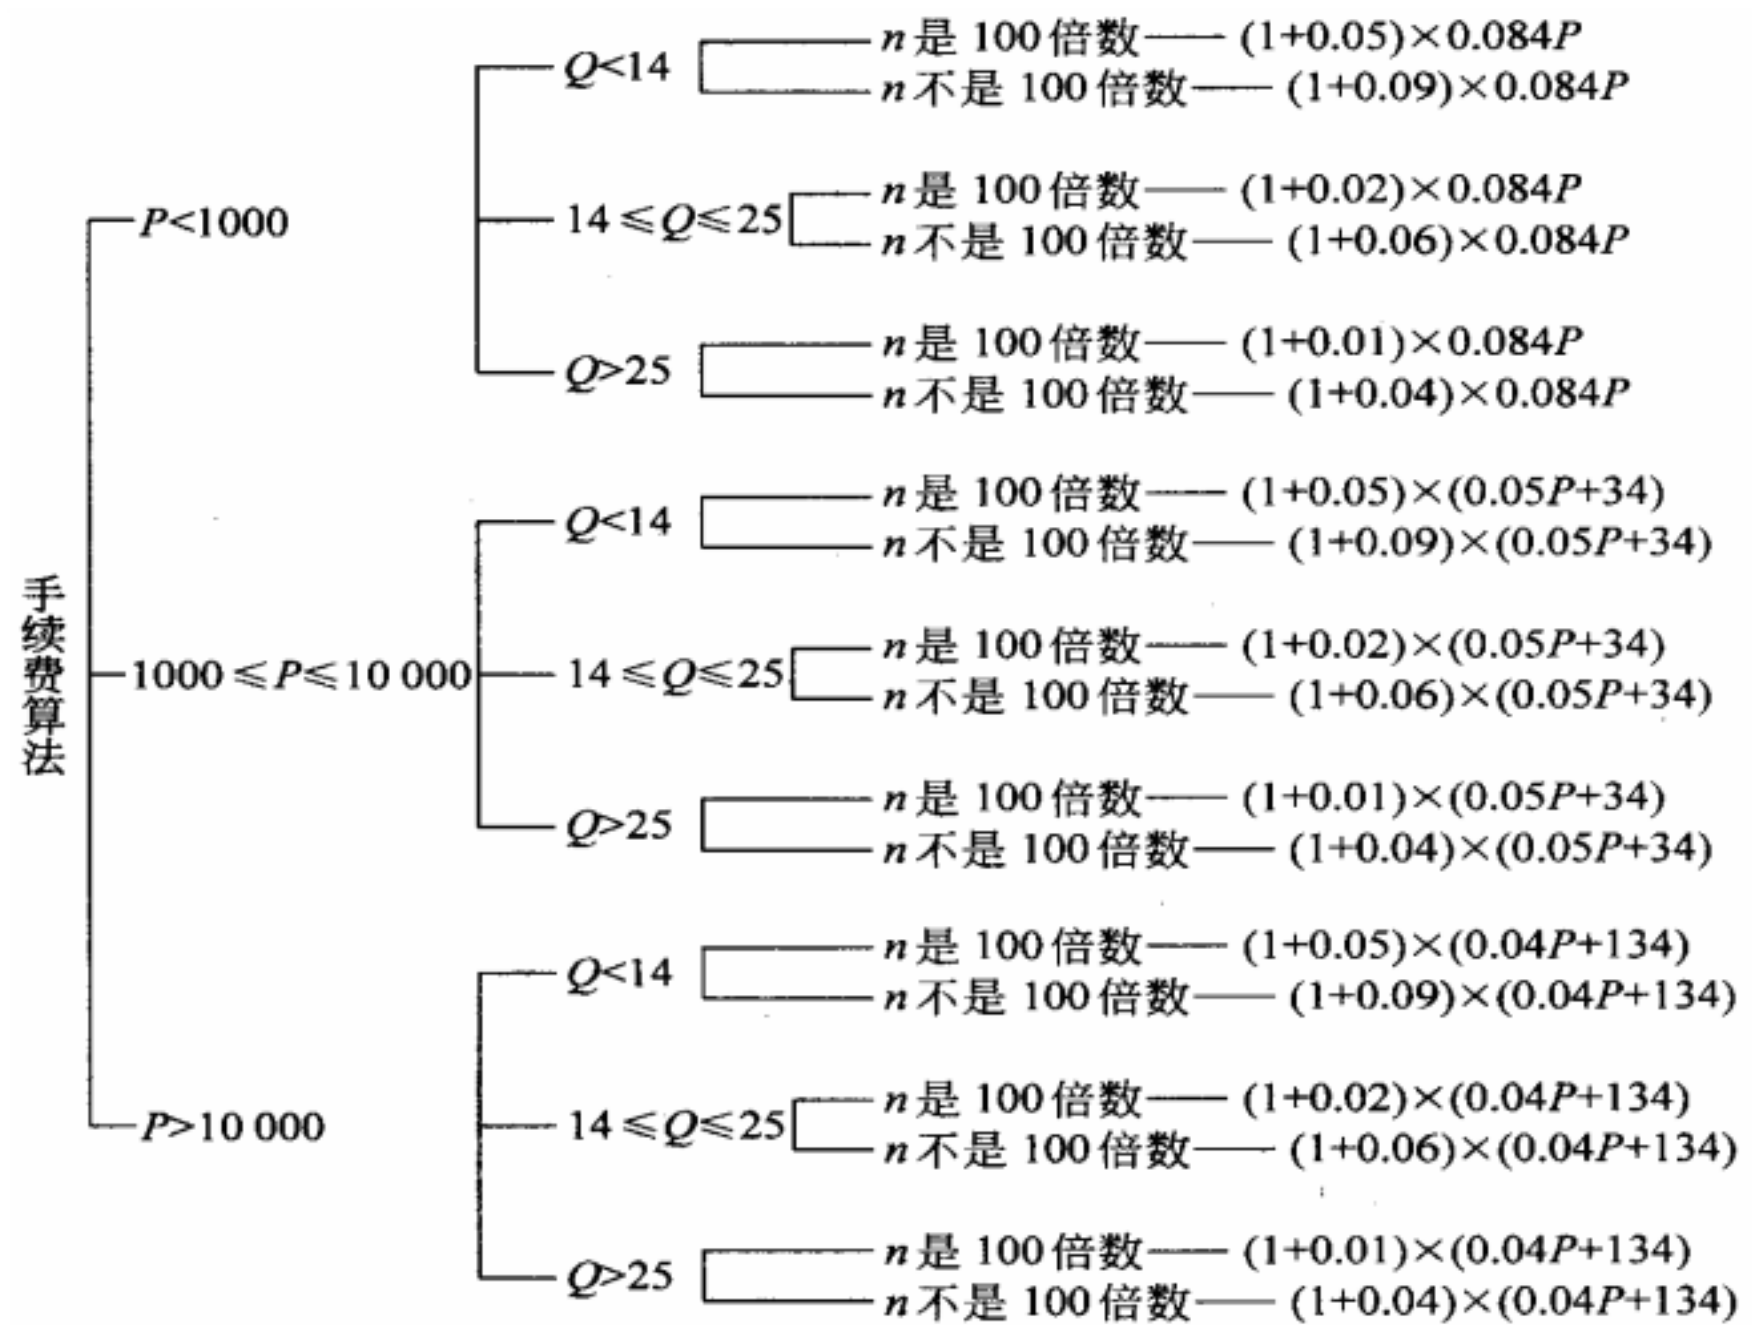 手续费算法
P<1000
Q<14
n是100倍数——(1+0.05)×0.084P
n不是100倍数——(1+0.09)×0.084P
14≤Q≤25
n是100倍数——(1+0.02)×0.084P
n不是100倍数——(1+0.06)×0.084P
Q>25
n是100倍数——(1+0.01)×0.084P
n不是100倍数——(1+0.04)×0.084P
1000≤P≤10 000
Q<14
n是100倍数——(1+0.05)×(0.05P+34)
n不是100倍数——(1+0.09)×(0.05P+34)
14≤Q≤25
n是100倍数——(1+0.02)×(0.05P+34)
n不是100倍数——(1+0.06)×(0.05P+34)
Q>25
n是100倍数——(1+0.01)×(0.05P+34)
n不是100倍数——(1+0.04)×(0.05P+34)
P>10 000
Q<14
n是100倍数——(1+0.05)×(0.04P+134)
n不是100倍数——(1+0.09)×(0.04P+134)
14≤Q≤25
n是100倍数——(1+0.02)×(0.04P+134)
n不是100倍数——(1+0.06)×(0.04P+134)
Q>25
n是100倍数——(1+0.01)×(0.04P+134)
n不是100倍数——(1+0.04)×(0.04P+134)